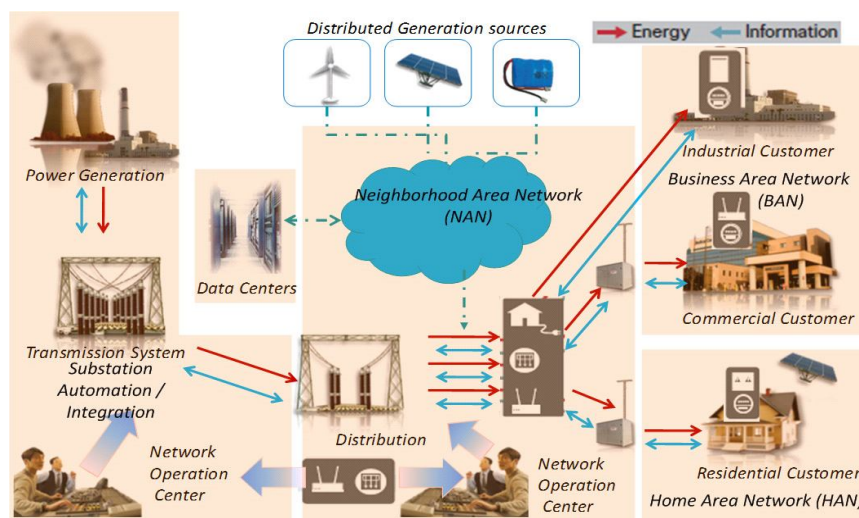 Distributed Generation sources
Energy
Information
Power Generation
Neighborhood Area Network
(NAN)
Industrial Customer
Business Area Network
(BAN)
Data Centers
Commercial Customer
Transmission System
Substation
Automation /
Integration
Distribution
Network
Operation
Center
Network
Operation
Center
Residential Customer
Home Area Network (HAN)